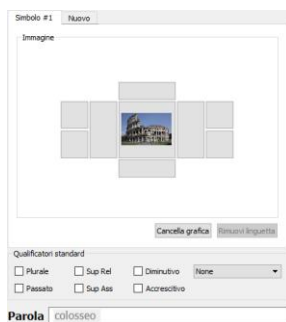 Simbolo #1 Nuovo
Immagine
Cancella grafica Rimuovi linguetta
Qualificatori standard
Plurale Sup Rel Diminutivo None
Passato Sup Ass Accrescitivo
Parola colosseo